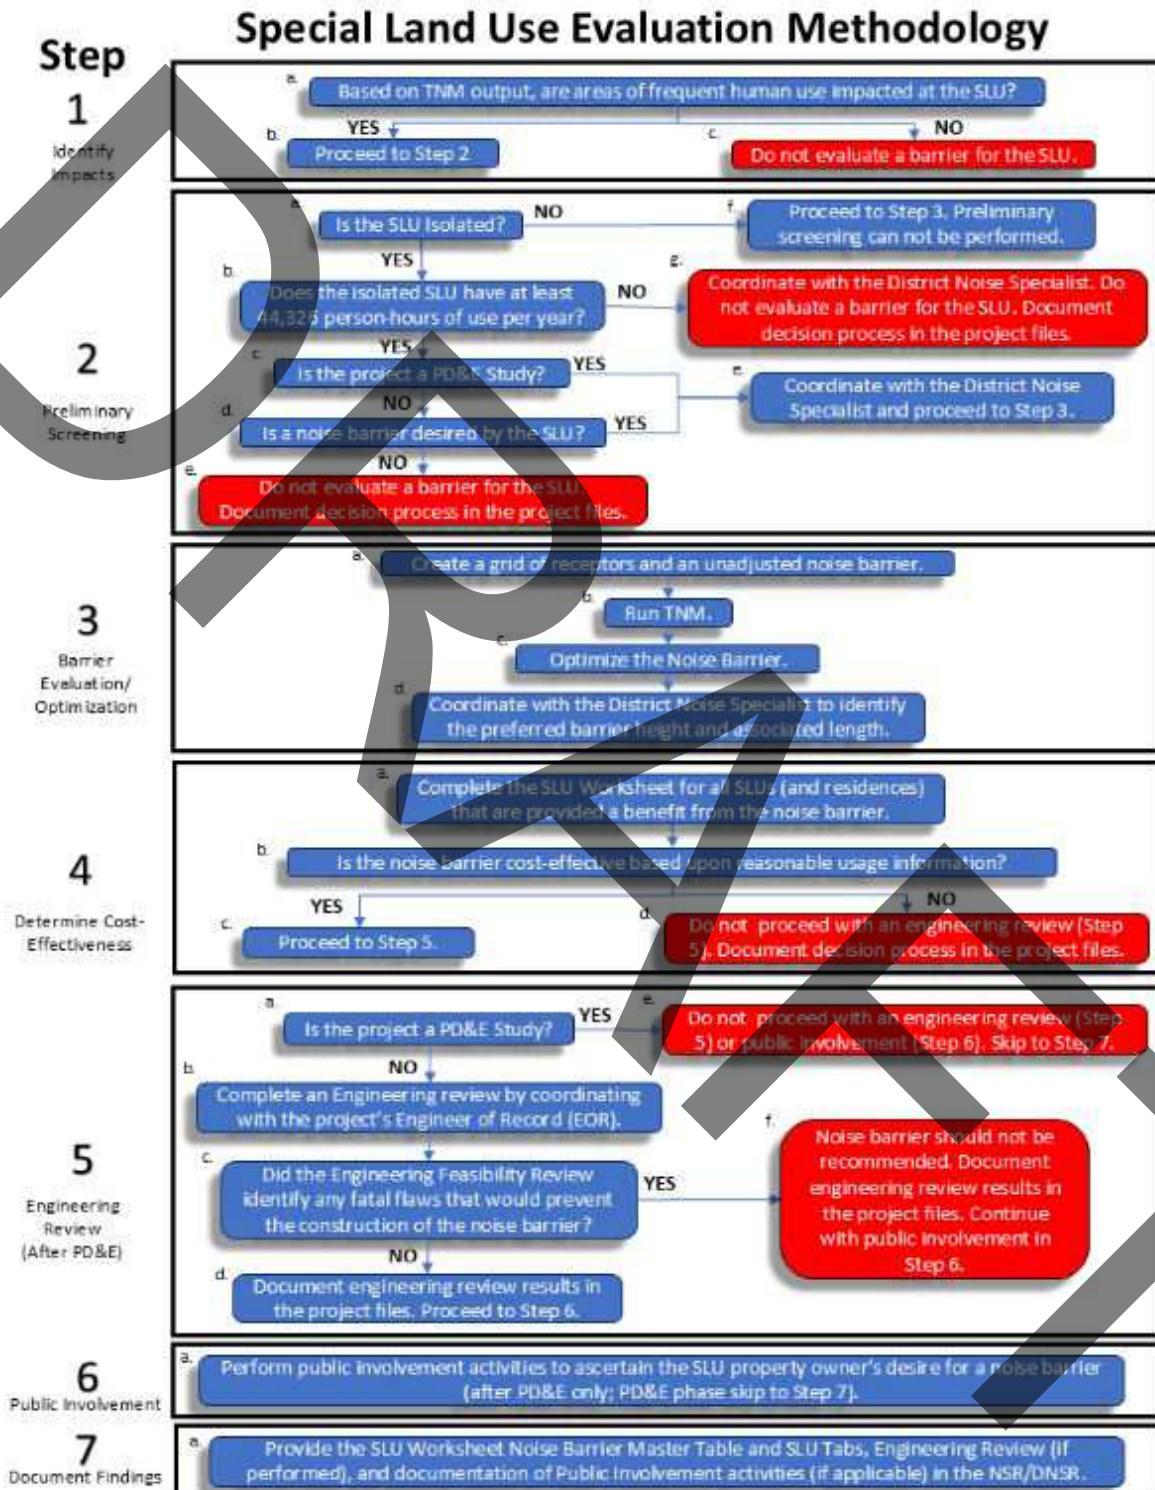 Special Land Use Evaluation Methodology
Step
1
Identify
Impacts
a.
Based on TNM output, are areas of frequent human use impacted at the SLU?
YES
NO
b.
Proceed to Step 2
c.
Do not evaluate a barrier for the SLU.
2
Preliminary
Screening
a.
Is the SLU Isolated?
NO
f.
Proceed to Step 3. Preliminary
screening can not be performed.
YES
b.
Does the isolated SLU have at least
44,326 person-hours of use per year?
NO
g.
Coordinate with the District Noise Specialist. Do
not evaluate a barrier for the SLU. Document
decision process in the project files.
YES
c.
Is the project a PD&E Study?
YES
e.
Coordinate with the District Noise
Specialist and proceed to Step 3.
NO
d.
Is a noise barrier desired by the SLU?
YES
NO
e.
Do not evaluate a barrier for the SLU.
Document decision process in the project files.
3
Barrier
Evaluation/
Optimization
a.
Create a grid of receptors and an unadjusted noise barrier.
b.
Run TNM.
c.
Optimize the Noise Barrier.
d.
Coordinate with the District Noise Specialist to identify
the preferred barrier height and associated length.
4
Determine Cost-
Effectiveness
a.
Complete the SLU Worksheet for all SLUs (and residences)
that are provided a benefit from the noise barrier.
b.
Is the noise barrier cost-effective based upon reasonable usage information?
YES
NO
c.
Proceed to Step 5.
d.
Do not proceed with an engineering review (Step
5). Document decision process in the project files.
5
Engineering
Review
(After PD&E)
a.
Is the project a PD&E Study?
YES
e.
Do not proceed with an engineering review (Step
5) or public involvement (Step 6). Skip to Step 7.
NO
b.
Complete an Engineering review by coordinating
with the project's Engineer of Record (EOR).
c.
Did the Engineering Feasibility Review
identify any fatal flaws that would prevent
the construction of the noise barrier?
YES
f.
Noise barrier should not be
recommended. Document
engineering review results in
the project files. Continue
with public involvement in
Step 6.
NO
d.
Document engineering review results in
the project files. Proceed to Step 6.
6
Public Involvement
a.
Perform public involvement activities to ascertain the SLU property owner's desire for a noise barrier
(after PD&E only; PD&E phase skip to Step 7).
7
Document Findings
a.
Provide the SLU Worksheet Noise Barrier Master Table and SLU Tabs, Engineering Review (if
performed), and documentation of Public Involvement activities (if applicable) in the NSR/DNSR.
DRAFT